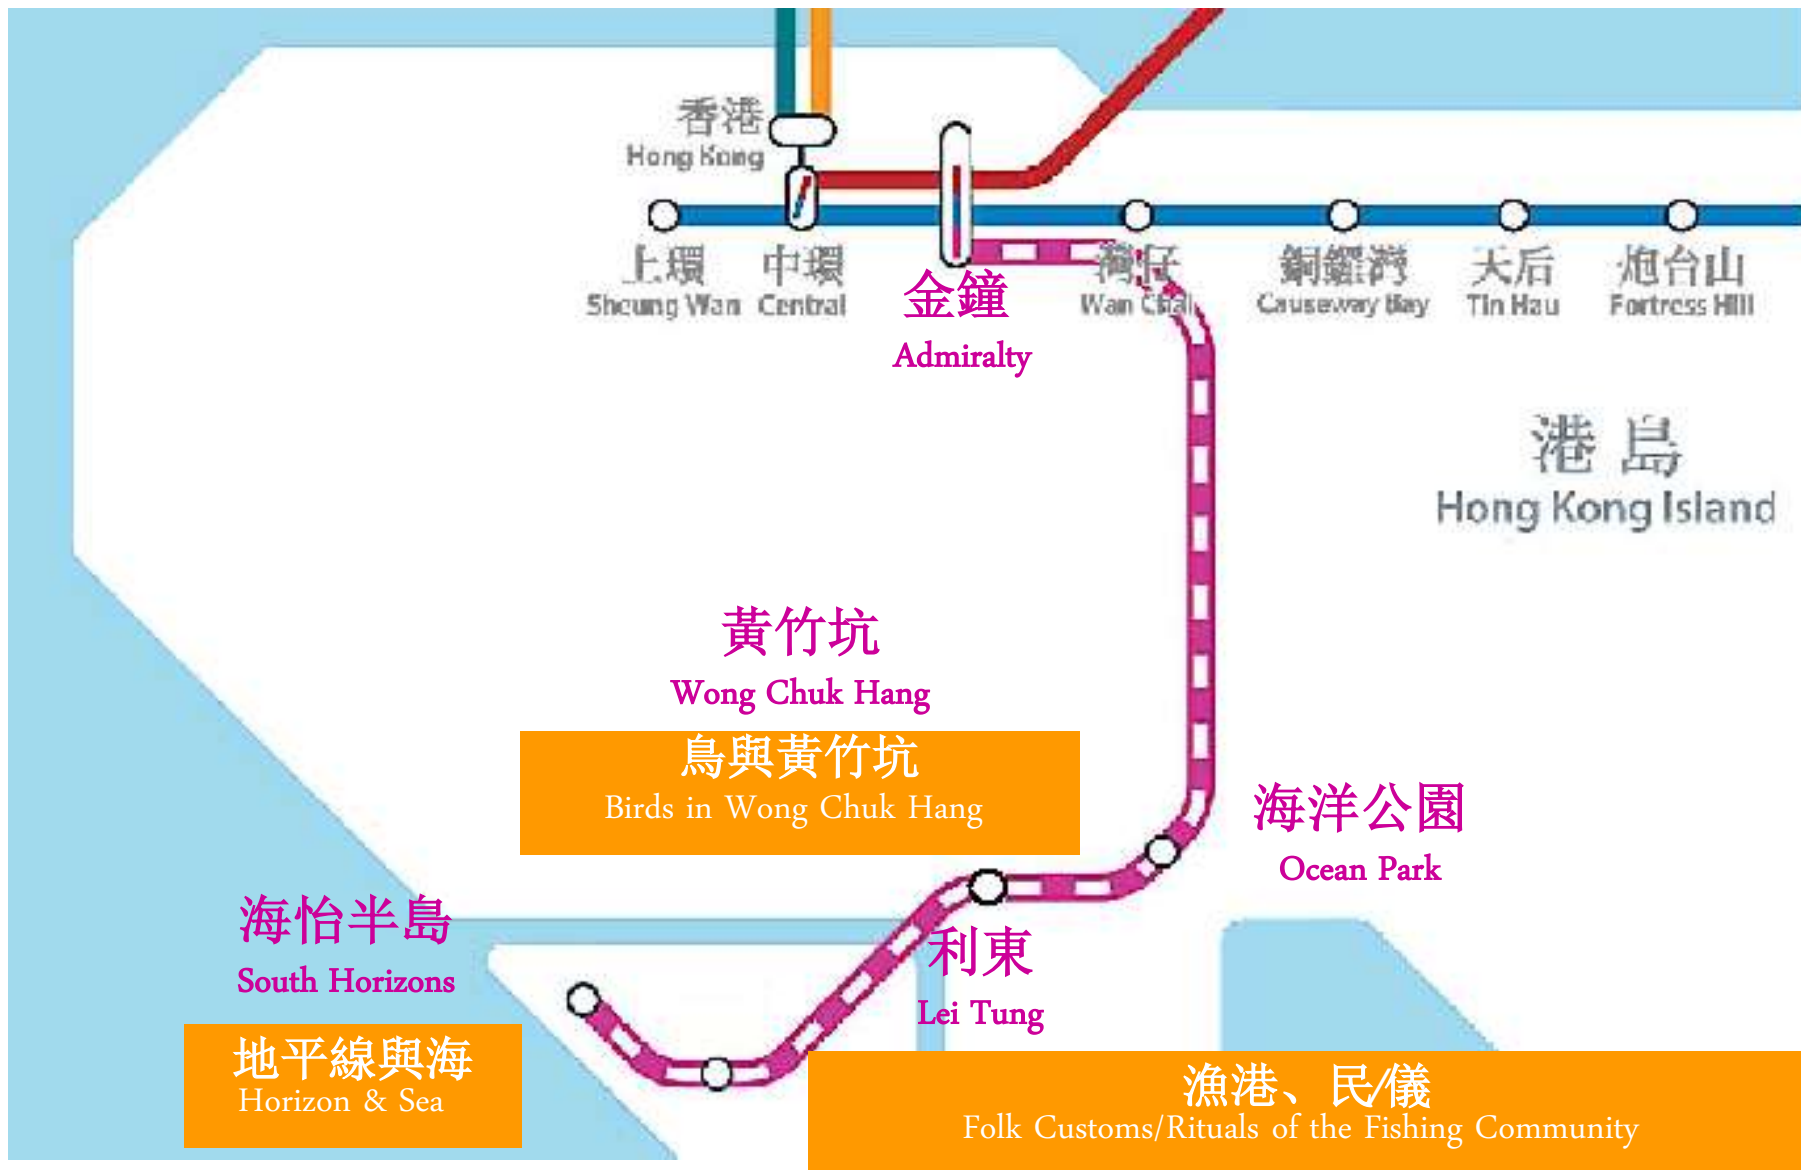 香港
Hong Kong
上環
Sheung Wan
中環
Central
金鐘
Admiralty
灣仔
Wan Chai
銅鑼灣
Causeway Bay
天后
Tin Hau
炮台山
Fortress Hill
港島
Hong Kong Island
黃竹坑
Wong Chuk Hang
鳥與黃竹坑
Birds in Wong Chuk Hang
海洋公園
Ocean Park
海怡半島
South Horizons
利東
Lei Tung
地平線與海
Horizon & Sea
漁港、民/儀
Folk Customs/Rituals of the Fishing Community